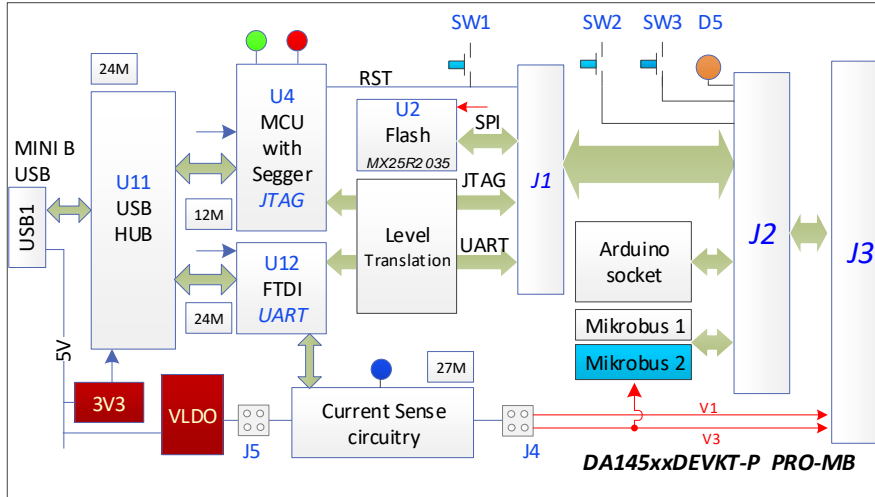 SW1
SW2
SW3
D5
24M
U4
MCU
with
Segger
JTAG
RST
U2
Flash
MX25R2035
SPI
J1
MINI B
USB
USB1
U11
USB
HUB
12M
JTAG
Level
Translation
UART
U12
FTDI
UART
24M
Arduino
socket
J2
J3
Mikrobus 1
Mikrobus 2
5V
3V3
VLDO
J5
27M
Current Sense
circuitry
J4
V1
V3
DA145xxDEVKT-P PRO-MB